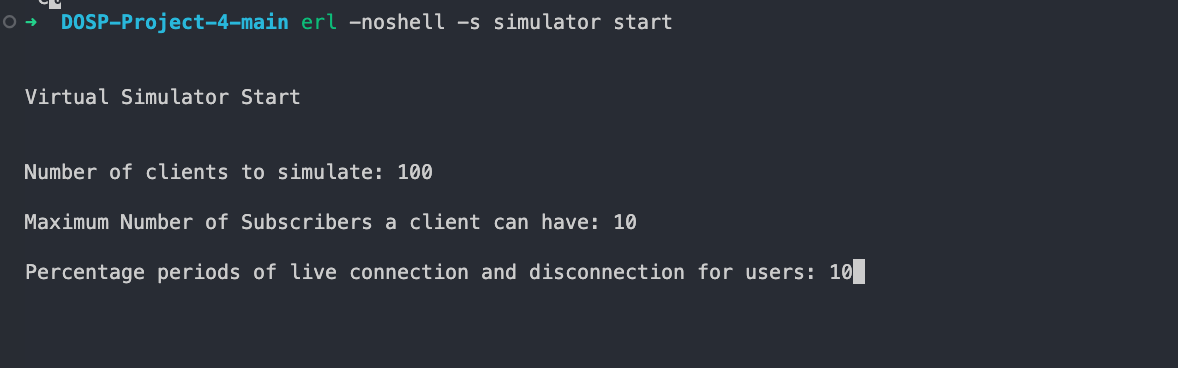 ➜ DOSP-Project-4-main erl -noshell -s simulator start
Virtual Simulator Start
Number of clients to simulate: 100
Maximum Number of Subscribers a client can have: 10
Percentage periods of live connection and disconnection for users: 10